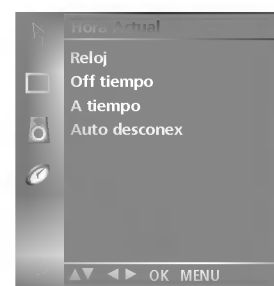 Hora Actual
Reloj
Off tiempo
A tiempo
Auto desconex
OK MENU